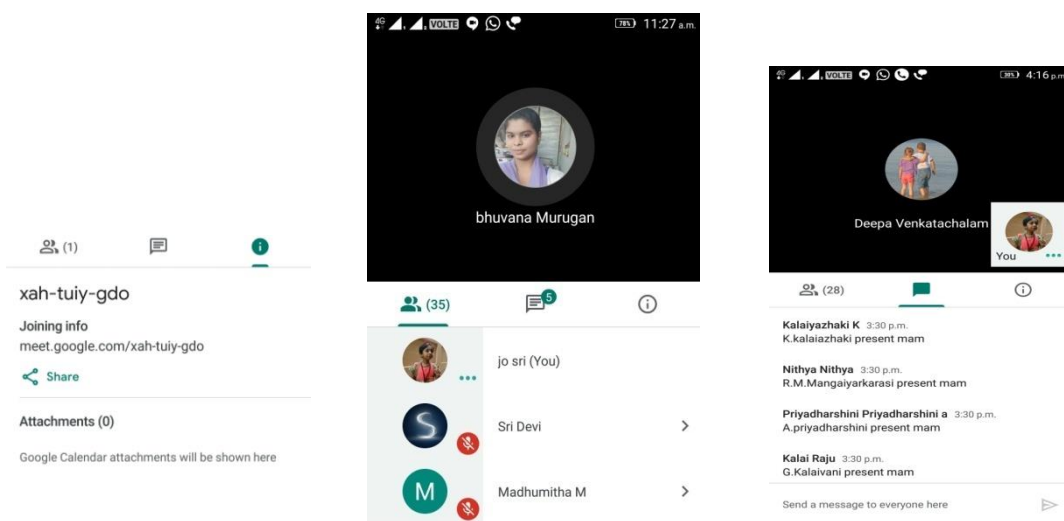 (1)
xah-tuiy-gdo
Joining info
meet.google.com/xah-tuiy-gdo
Share
Attachments (0)
Google Calendar attachments will be shown here
4G VOLTE 78% 11:27 a.m.
bhuvana Murugan
(35) 5
jo sri (You)
S
Sri Devi
M
Madhumitha M
4G VOLTE 4:16 p.m
Deepa Venkatachalam
You
(28)
Kalaiyazhaki K 3:30 p.m.
K.kalaiazhaki present mam
Nithya Nithya 3:30 p.m.
R.M.Mangaiyarkarasi present mam
Priyadharshini Priyadharshini a 3:30 p.m.
A.priyadharshini present mam
Kalai Raju 3:30 p.m.
G.Kalaivani present mam
Send a message to everyone here